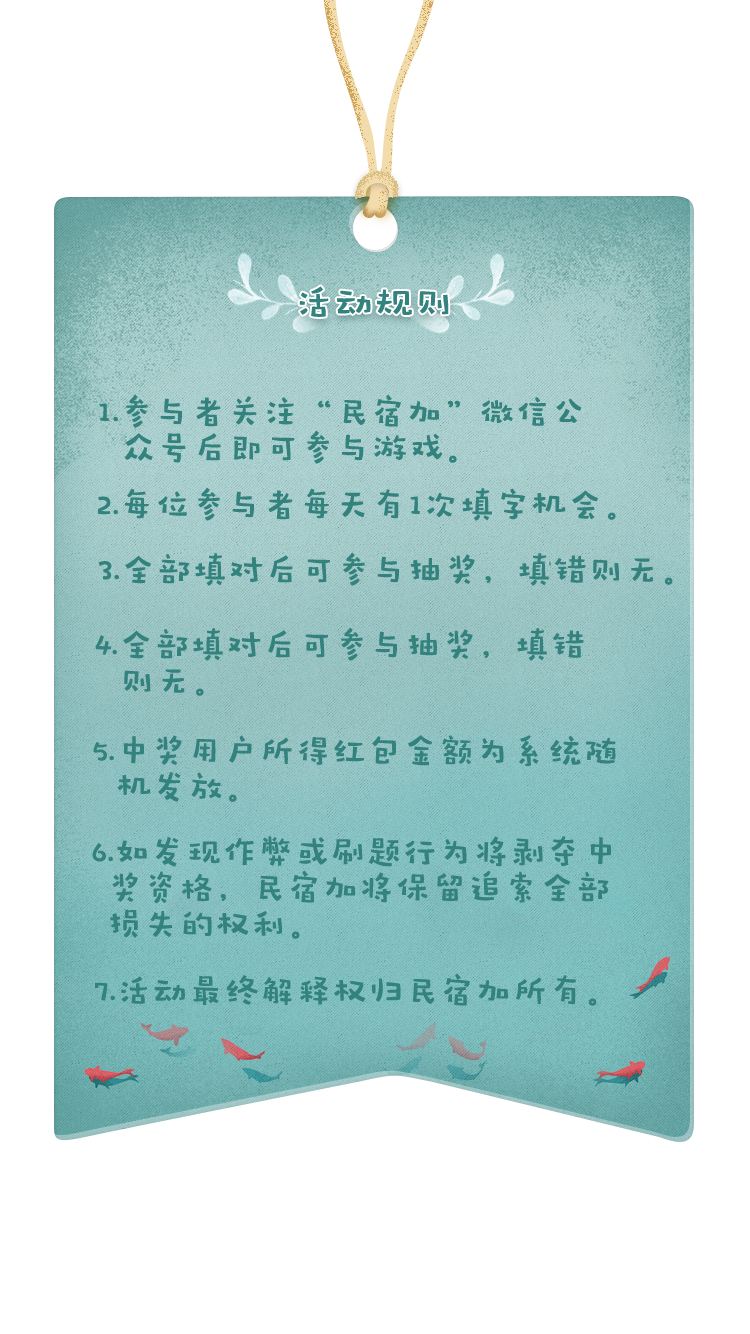 活动规则
1.参与者关注“民宿加”微信公
众号后即可参与游戏。
2.每位参与者每天有1次填字机会。
3.全部填对后可参与抽奖，填错则无。
4.全部填对后可参与抽奖，填错
则无。
5.中奖用户所得红包金额为系统随
机发放。
6.如发现作弊或刷题行为将剥夺中
奖资格，民宿加将保留追索全部
损失的权利。
7.活动最终解释权归民宿加所有。